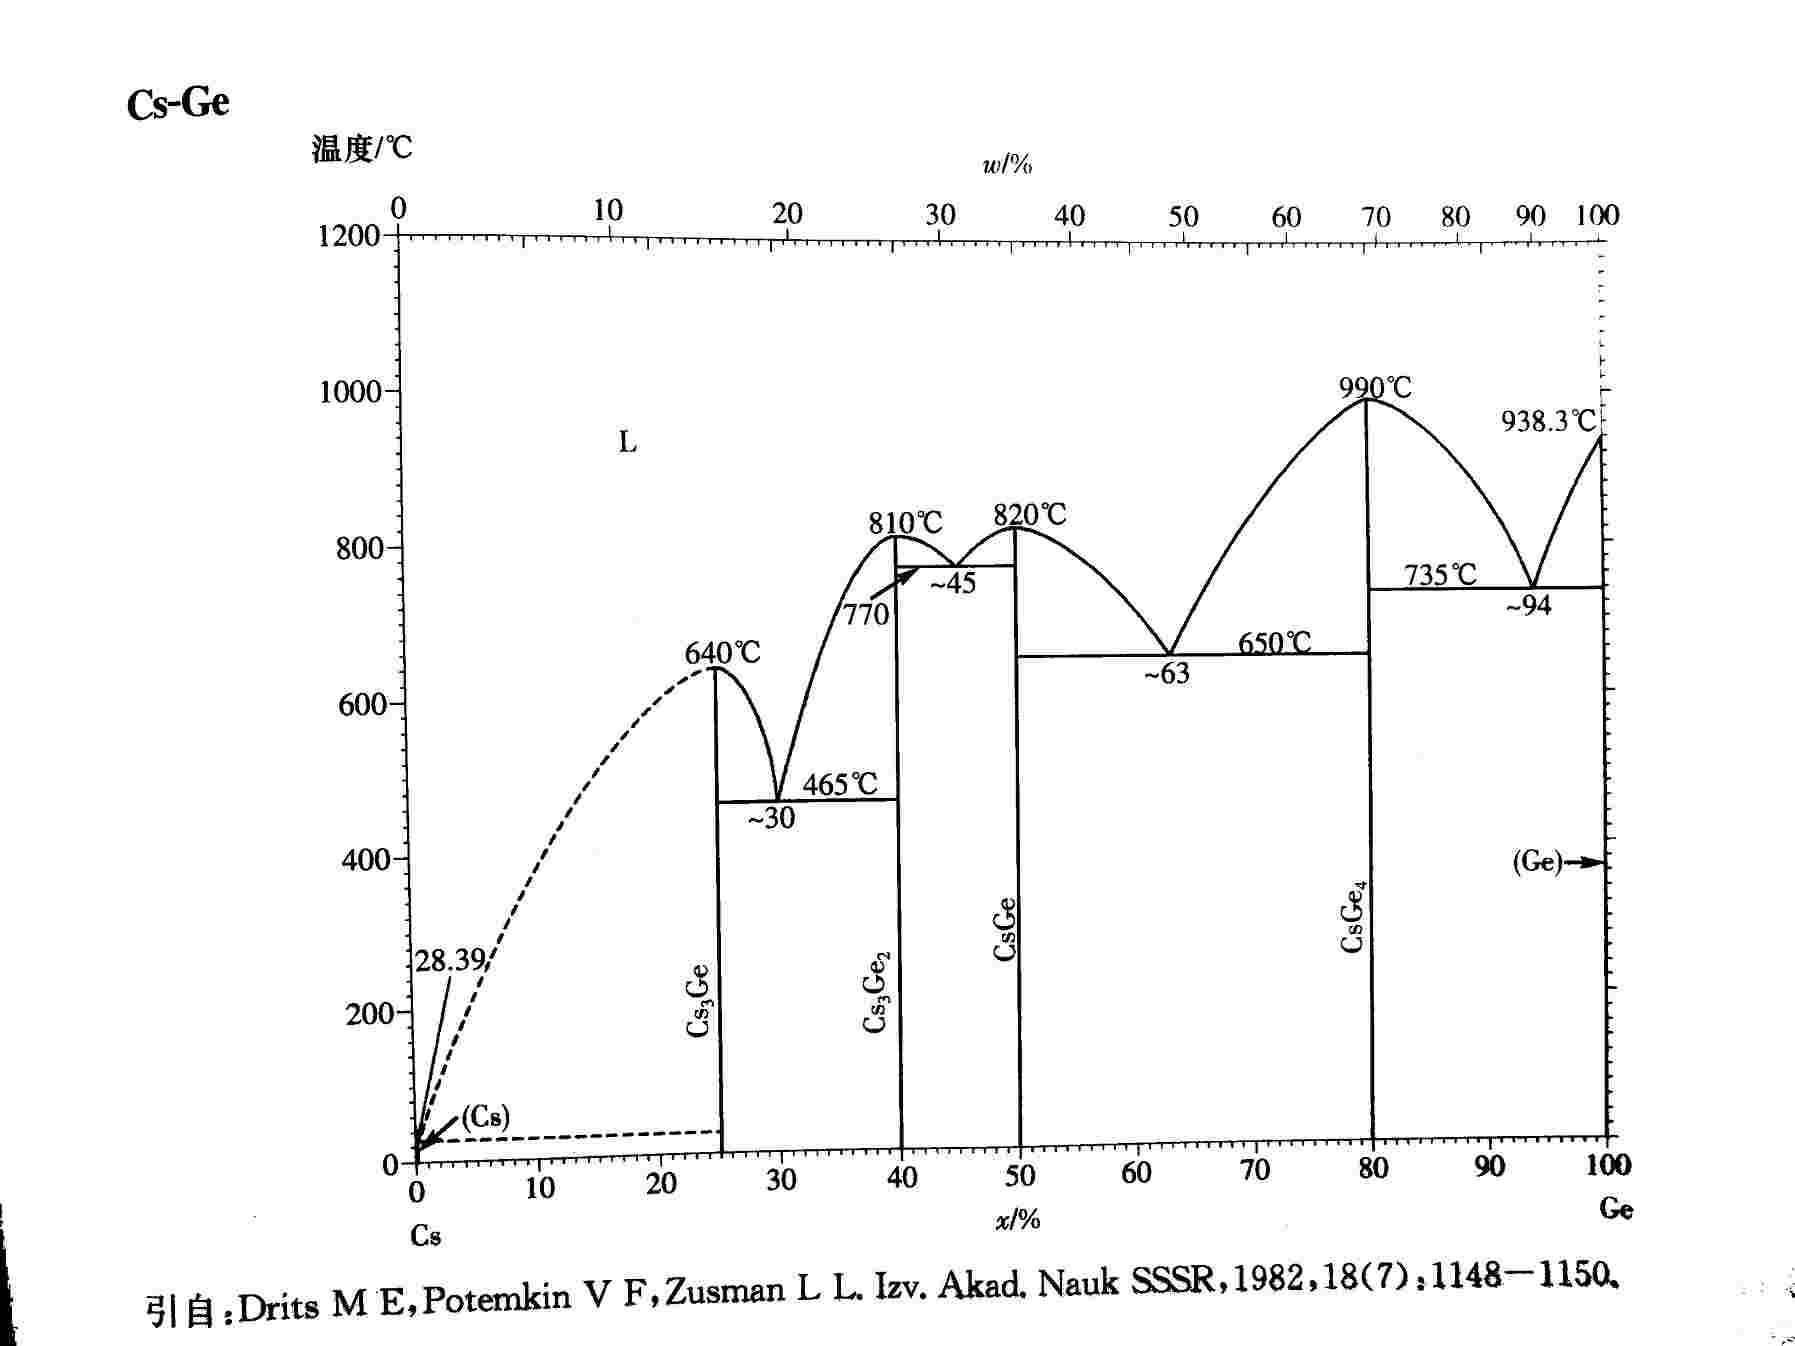 Cs-Ge
温度/℃
w/%
0 10 20 30 40 50 60 70 80 90 100
1200
1000
990℃
938.3℃
L
810℃ 820℃
800
735℃
~45
~94
770
640℃
650℃
~63
600
465℃
~30
400
(Ge)
CsGe₄
CsGe
28.39
Cs₃Ge
Cs₃Ge₂
200
(Cs)
0
0 10 20 30 40 50 60 70 80 90 100
Cs
x/%
Ge
引自:Drits M E,Potemkin V F,Zusman L L. Izv. Akad. Nauk SSSR,1982,18(7):1148—1150.